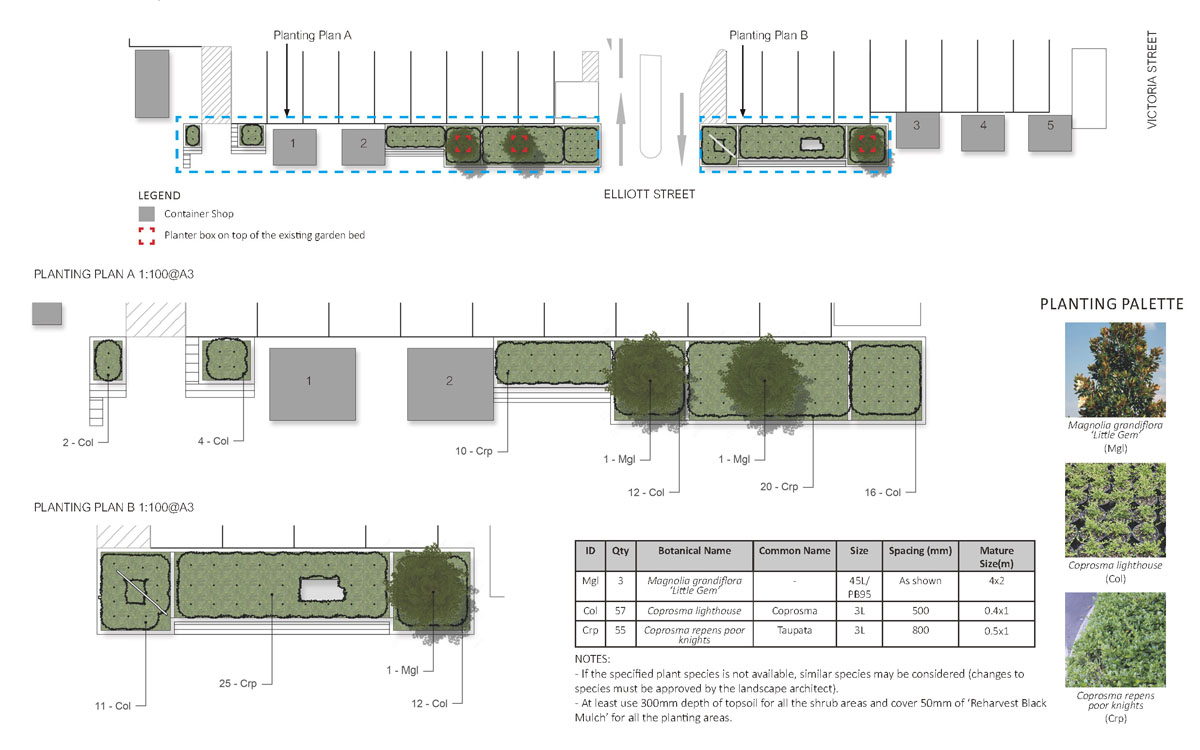 Planting Plan A
Planting Plan B
VICTORIA STREET
1
2
3
4
5
ELLIOTT STREET
LEGEND
Container Shop
Planter box on top of the existing garden bed
PLANTING PLAN A 1:100@A3
1
2
2 - Col
4 - Col
10 - Crp
1 - Mgl
12 - Col
1 - Mgl
20 - Crp
16 - Col
PLANTING PLAN B 1:100@A3
11 - Col
25 - Crp
1 - Mgl
12 - Col
ID Qty Botanical Name Common Name Size Spacing (mm) Mature
Size(m)
Mgl 3 Magnolia grandiflora - 45L/ As shown 4x2
'Little Gem' PB95
Col 57 Coprosma lighthouse Coprosma 3L 500 0.4x1
Crp 55 Coprosma repens poor Taupata 3L 800 0.5x1
knights
NOTES:
- If the specified plant species is not available, similar species may be considered (changes to
species must be approved by the landscape architect).
- At least use 300mm depth of topsoil for all the shrub areas and cover 50mm of 'Reharvest Black
Mulch' for all the planting areas.
PLANTING PALETTE
Magnolia grandiflora
'Little Gem'
(Mgl)
Coprosma lighthouse
(Col)
Coprosma repens
poor knights
(Crp)